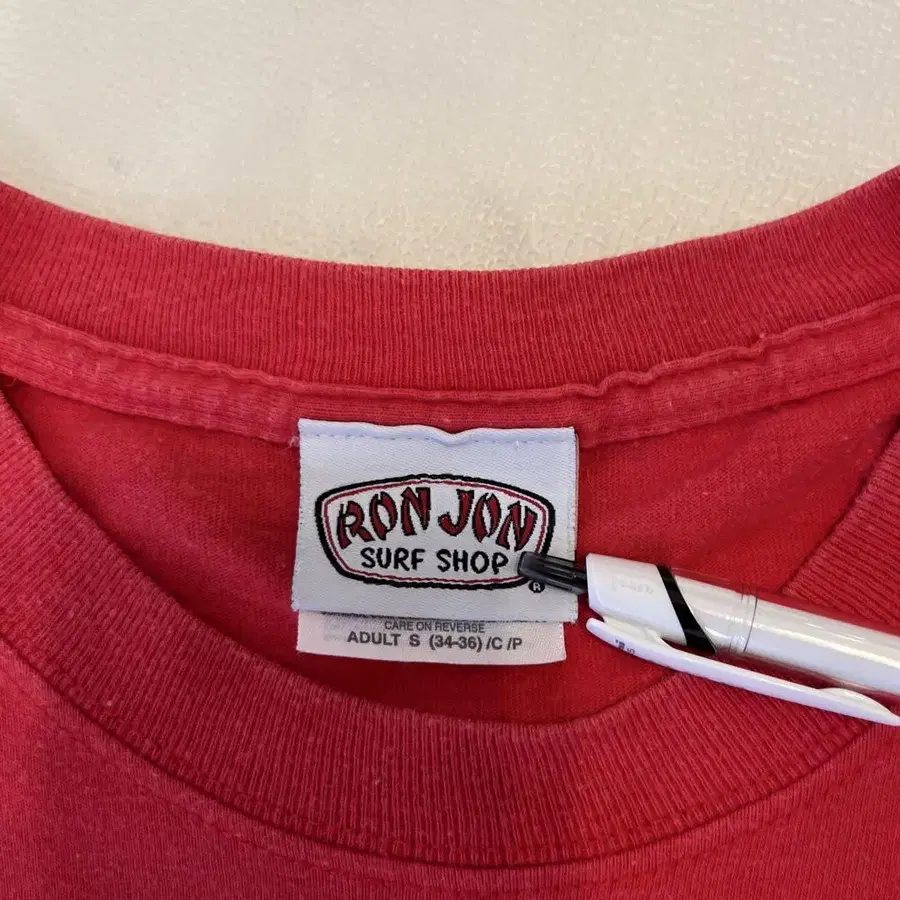 RON JON
SURF SHOP
®
CARE ON REVERSE
ADULT S (34-36) /C /P